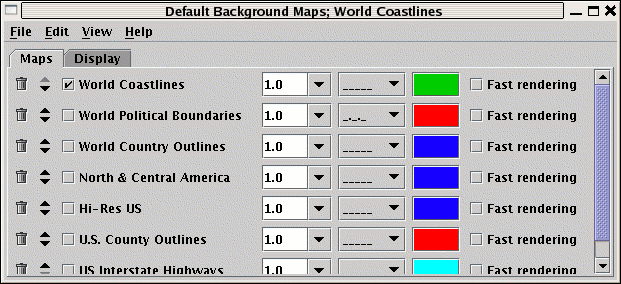 Default Background Maps; World Coastlines
File Edit View Help
Maps Display
World Coastlines 1.0 _____ Fast rendering
World Political Boundaries 1.0 _._._ Fast rendering
World Country Outlines 1.0 _____ Fast rendering
North & Central America 1.0 _____ Fast rendering
Hi-Res US 1.0 _____ Fast rendering
U.S. County Outlines 1.0 _____ Fast rendering
US Interstate Highways 1.0 Fast rendering